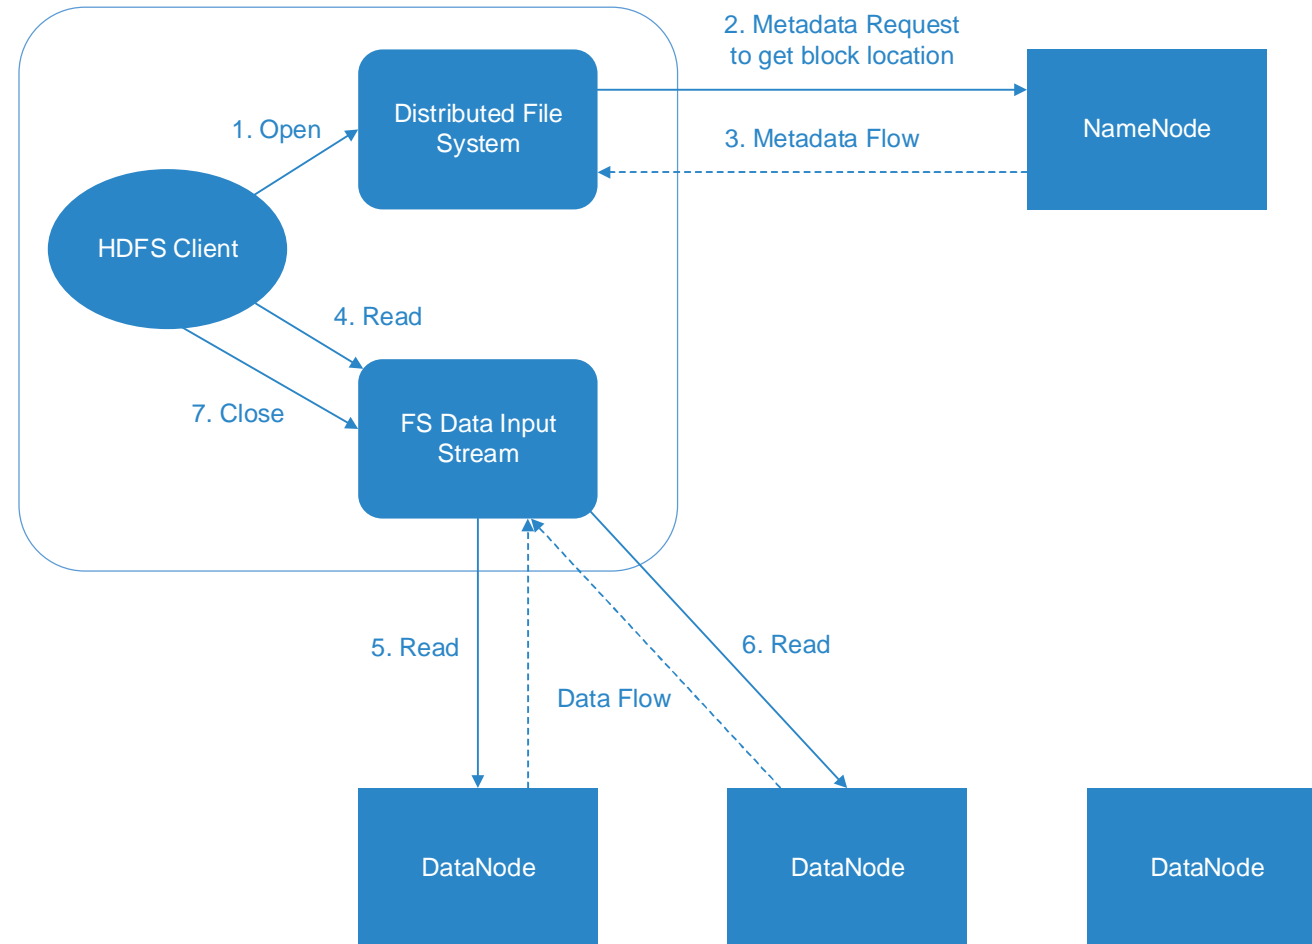 2. Metadata Request
to get block location
Distributed File
System
NameNode
1. Open
3. Metadata Flow
HDFS Client
4. Read
7. Close
FS Data Input
Stream
5. Read
6. Read
Data Flow
DataNode
DataNode
DataNode